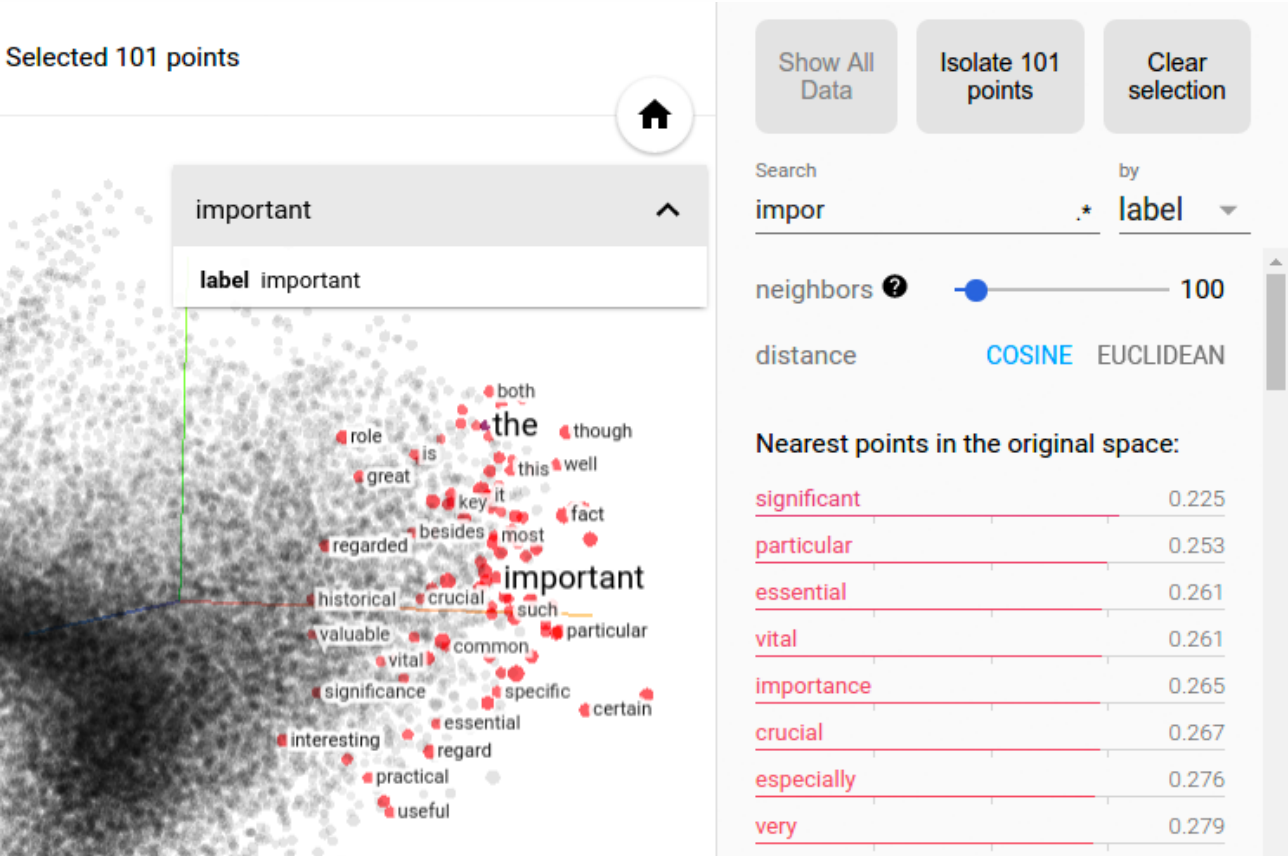 Selected 101 points
Show All
Data
Isolate 101
points
Clear
selection
important
label important
Search
impor
.*
by
label
neighbors ?
100
distance
COSINE
EUCLIDEAN
Nearest points in the original space:
significant 0.225
particular 0.253
essential 0.261
vital 0.261
importance 0.265
crucial 0.267
especially 0.276
very 0.279
both
the
though
role
is
this
well
great
key
it
fact
besides
most
regarded
important
historical
crucial
such
valuable
particular
common
vital
significance
specific
certain
essential
interesting
regard
practical
useful